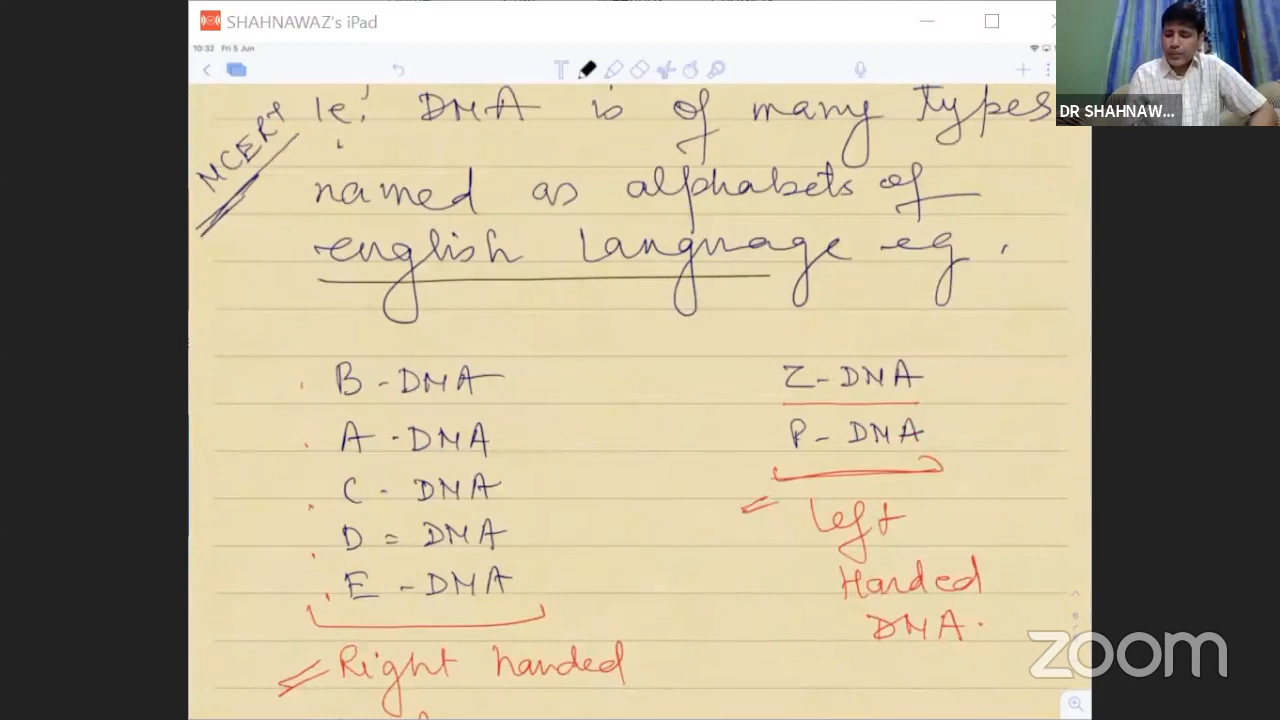 SHAHNAWAZ's iPad
10:32 Fri 5 Jun
DR SHAHNAW...
NCERT
ie: DNA is of many types
named as alphabets of
english language eg.
B - DNA
A - DNA
C - DNA
D = DNA
E - DNA
Right handed
Z - DNA
P - DNA
left
Handed
DNA.
zoom